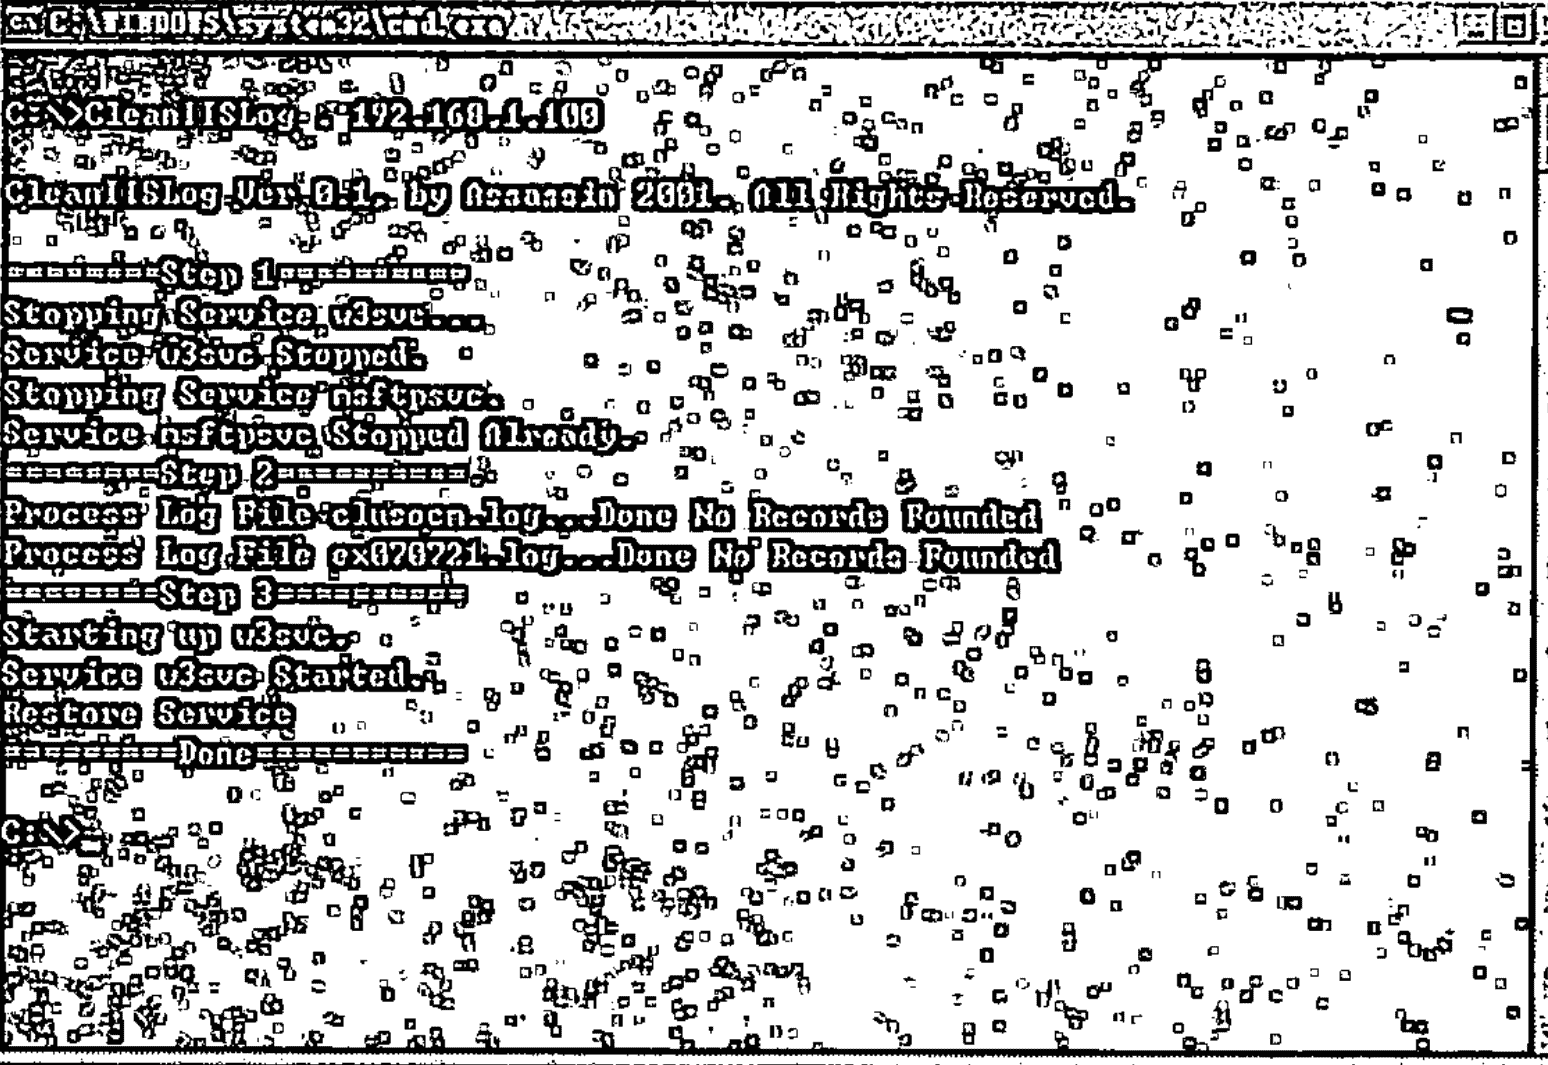 C:\WINDOWS\system32\cmd.exe
C:\>CleanIISLog . 192.168.1.100
CleanIISLog Ver 0.1, by Assassin 2001. All Rights Reserved.
========Step 1==========
Stopping Service w3svc...
Service w3svc Stopped.
Stopping Service msftpsvc.
Service msftpsvc Stopped Already.
========Step 2==========
Process Log File clusocm.log...Done No Records Founded
Process Log File ex070221.log...Done No Records Founded
========Step 3==========
Starting up w3svc.
Service w3svc Started.
Restore Service
=========Done===========
C:\>